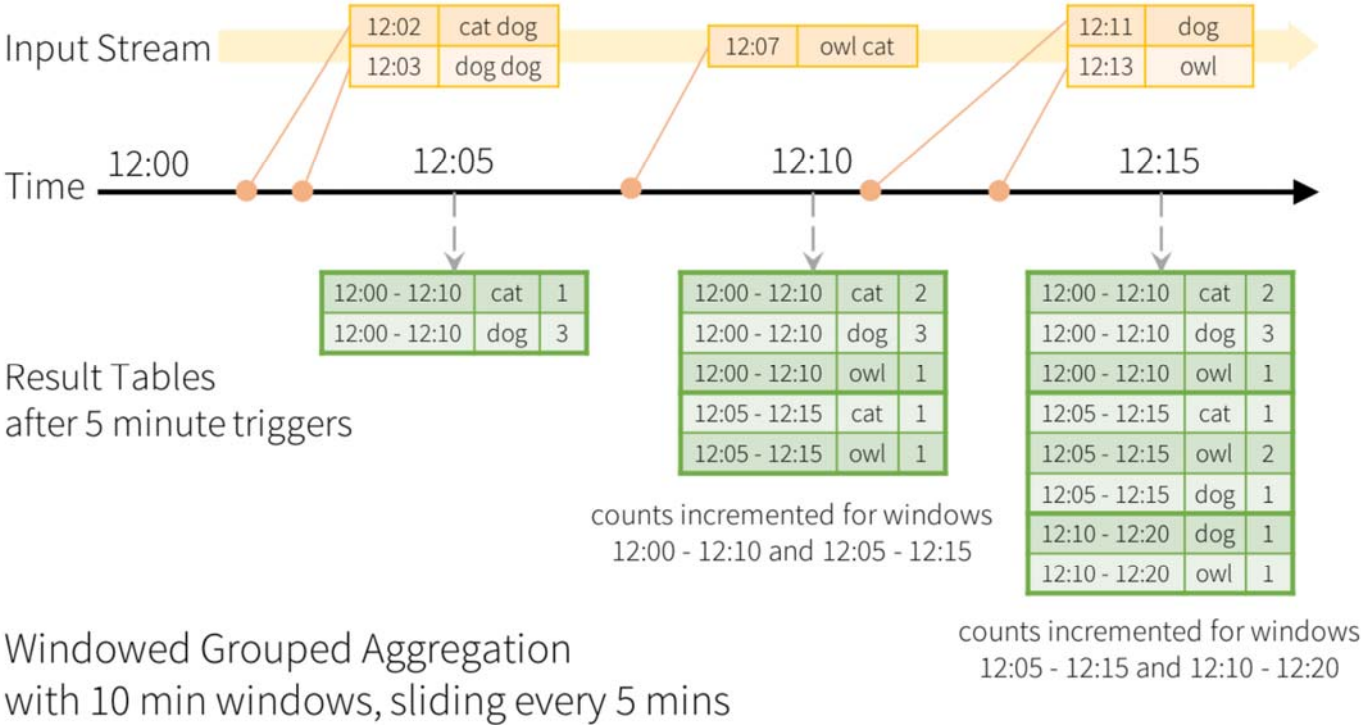 Input Stream
12:02 cat dog
12:03 dog dog
12:07 owl cat
12:11 dog
12:13 owl
Time
12:00 12:05 12:10 12:15
Result Tables
after 5 minute triggers
12:00 - 12:10 cat 1
12:00 - 12:10 dog 3
12:00 - 12:10 cat 2
12:00 - 12:10 dog 3
12:00 - 12:10 owl 1
12:05 - 12:15 cat 1
12:05 - 12:15 owl 1
counts incremented for windows
12:00 - 12:10 and 12:05 - 12:15
12:00 - 12:10 cat 2
12:00 - 12:10 dog 3
12:00 - 12:10 owl 1
12:05 - 12:15 cat 1
12:05 - 12:15 owl 2
12:05 - 12:15 dog 1
12:10 - 12:20 dog 1
12:10 - 12:20 owl 1
counts incremented for windows
12:05 - 12:15 and 12:10 - 12:20
Windowed Grouped Aggregation
with 10 min windows, sliding every 5 mins